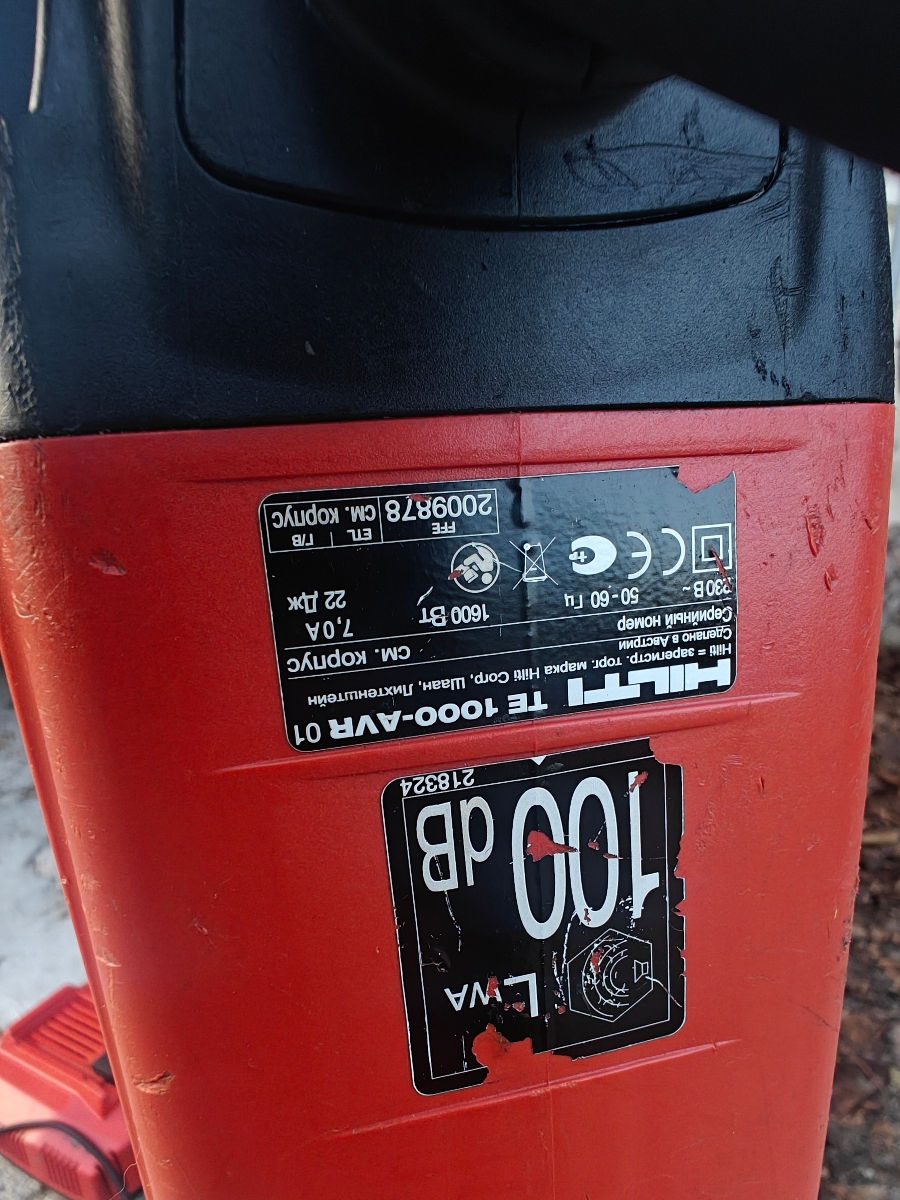 HILTI TE 1000-AVR 01
Hilti = зарегистр. торг. марка Hilti Corp, Шаан, Лихтенштейн
Сделано в Австрии
Серийный номер см. корпус
230 В ~ 50 - 60 Гц 1600 Вт 7,0 A
22 Дж
FFE ETL Г/В
2009878 см. корпус
LWA
100 dB
218324